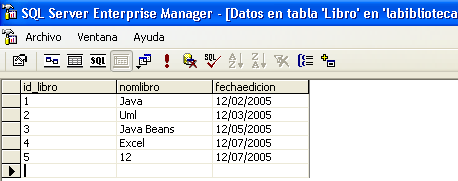 SQL Server Enterprise Manager - [Datos en tabla 'Libro' en 'labiblioteca
Archivo Ventana Ayuda
SQL
id_libro nomlibro fechaedicion
1 Java 12/02/2005
2 Uml 12/03/2005
3 Java Beans 12/05/2005
4 Excel 12/07/2005
5 12 12/07/2005